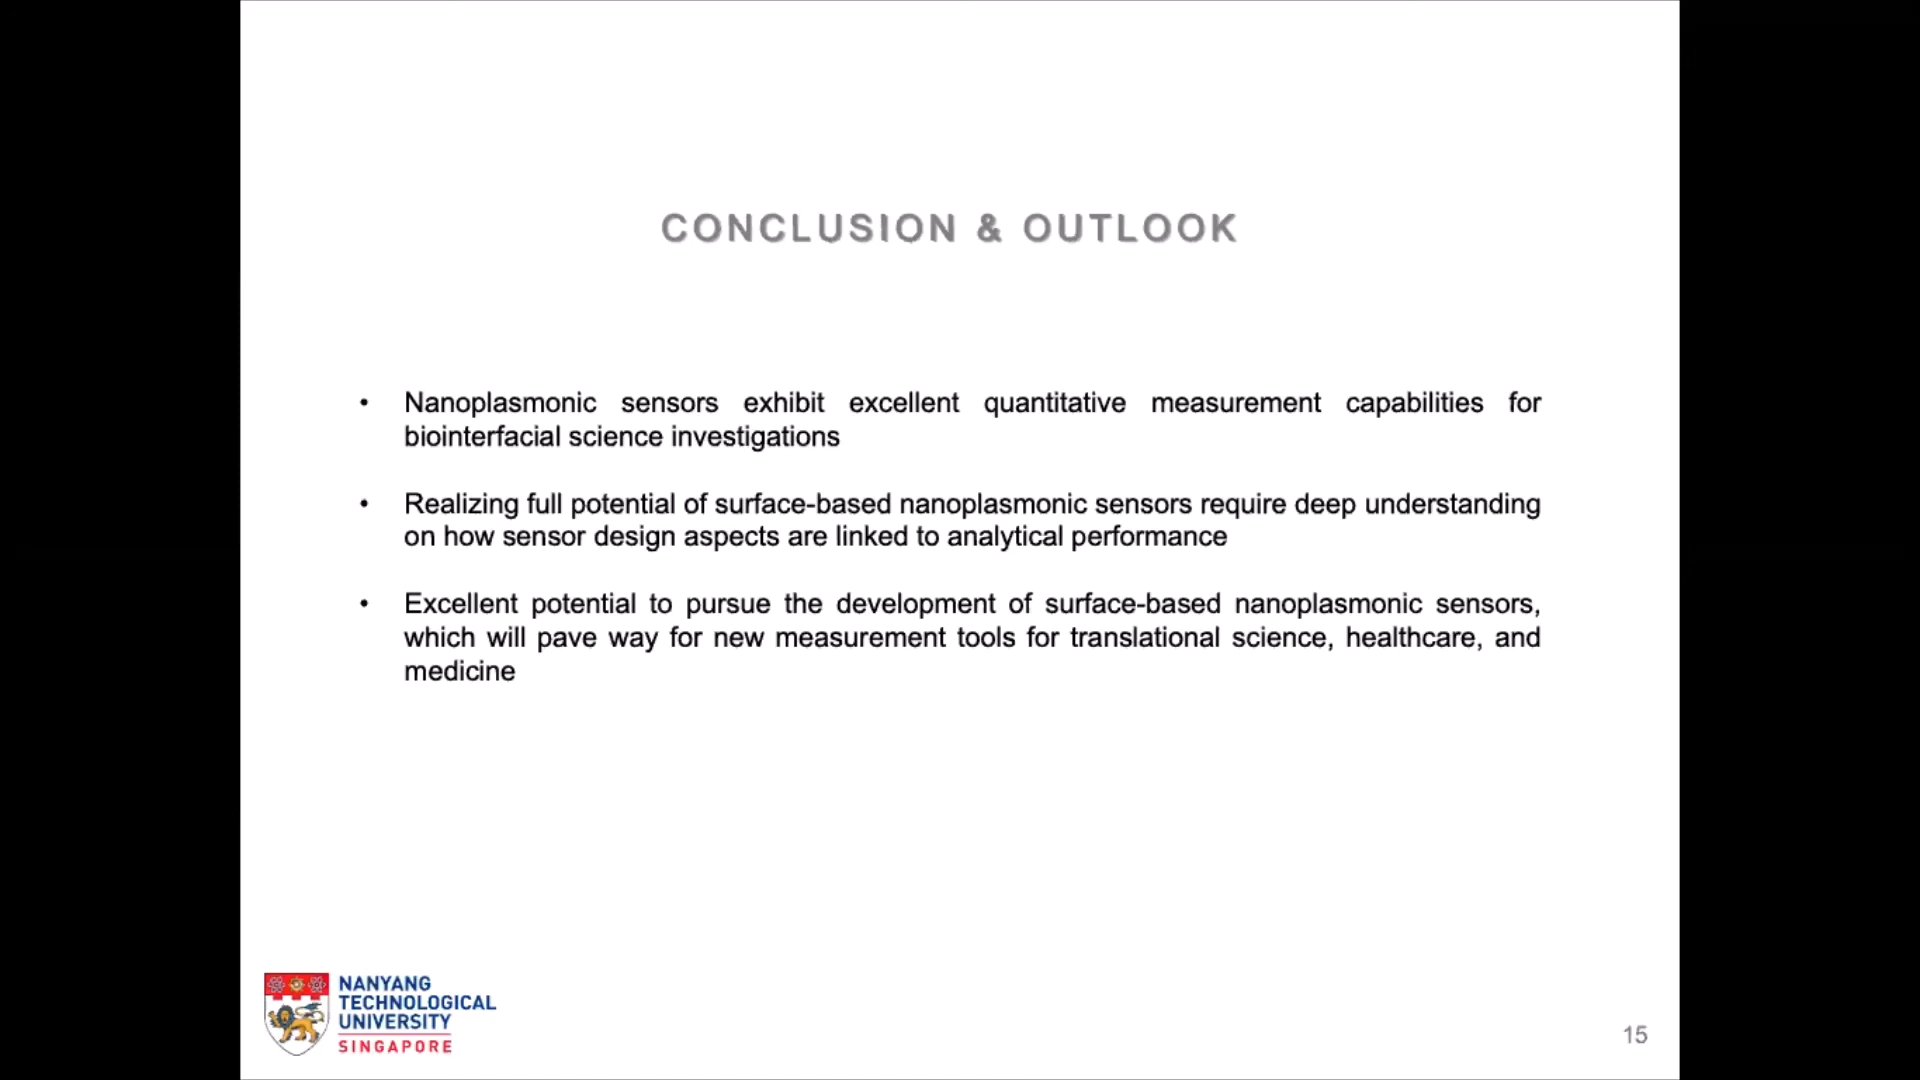 CONCLUSION & OUTLOOK
• Nanoplasmonic sensors exhibit excellent quantitative measurement capabilities for
biointerfacial science investigations
• Realizing full potential of surface-based nanoplasmonic sensors require deep understanding
on how sensor design aspects are linked to analytical performance
• Excellent potential to pursue the development of surface-based nanoplasmonic sensors,
which will pave way for new measurement tools for translational science, healthcare, and
medicine
NANYANG
TECHNOLOGICAL
UNIVERSITY
SINGAPORE
15